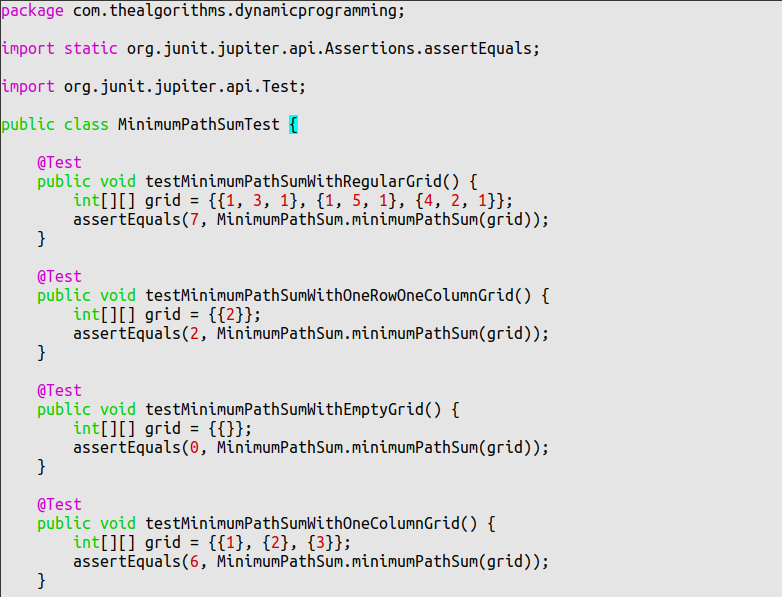 package com.thealgorithms.dynamicprogramming;
import static org.junit.jupiter.api.Assertions.assertEquals;
import org.junit.jupiter.api.Test;
public class MinimumPathSumTest {
    @Test
    public void testMinimumPathSumWithRegularGrid() {
        int[][] grid = {{1, 3, 1}, {1, 5, 1}, {4, 2, 1}};
        assertEquals(7, MinimumPathSum.minimumPathSum(grid));
    }
    @Test
    public void testMinimumPathSumWithOneRowOneColumnGrid() {
        int[][] grid = {{2}};
        assertEquals(2, MinimumPathSum.minimumPathSum(grid));
    }
    @Test
    public void testMinimumPathSumWithEmptyGrid() {
        int[][] grid = {{}};
        assertEquals(0, MinimumPathSum.minimumPathSum(grid));
    }
    @Test
    public void testMinimumPathSumWithOneColumnGrid() {
        int[][] grid = {{1}, {2}, {3}};
        assertEquals(6, MinimumPathSum.minimumPathSum(grid));
    }